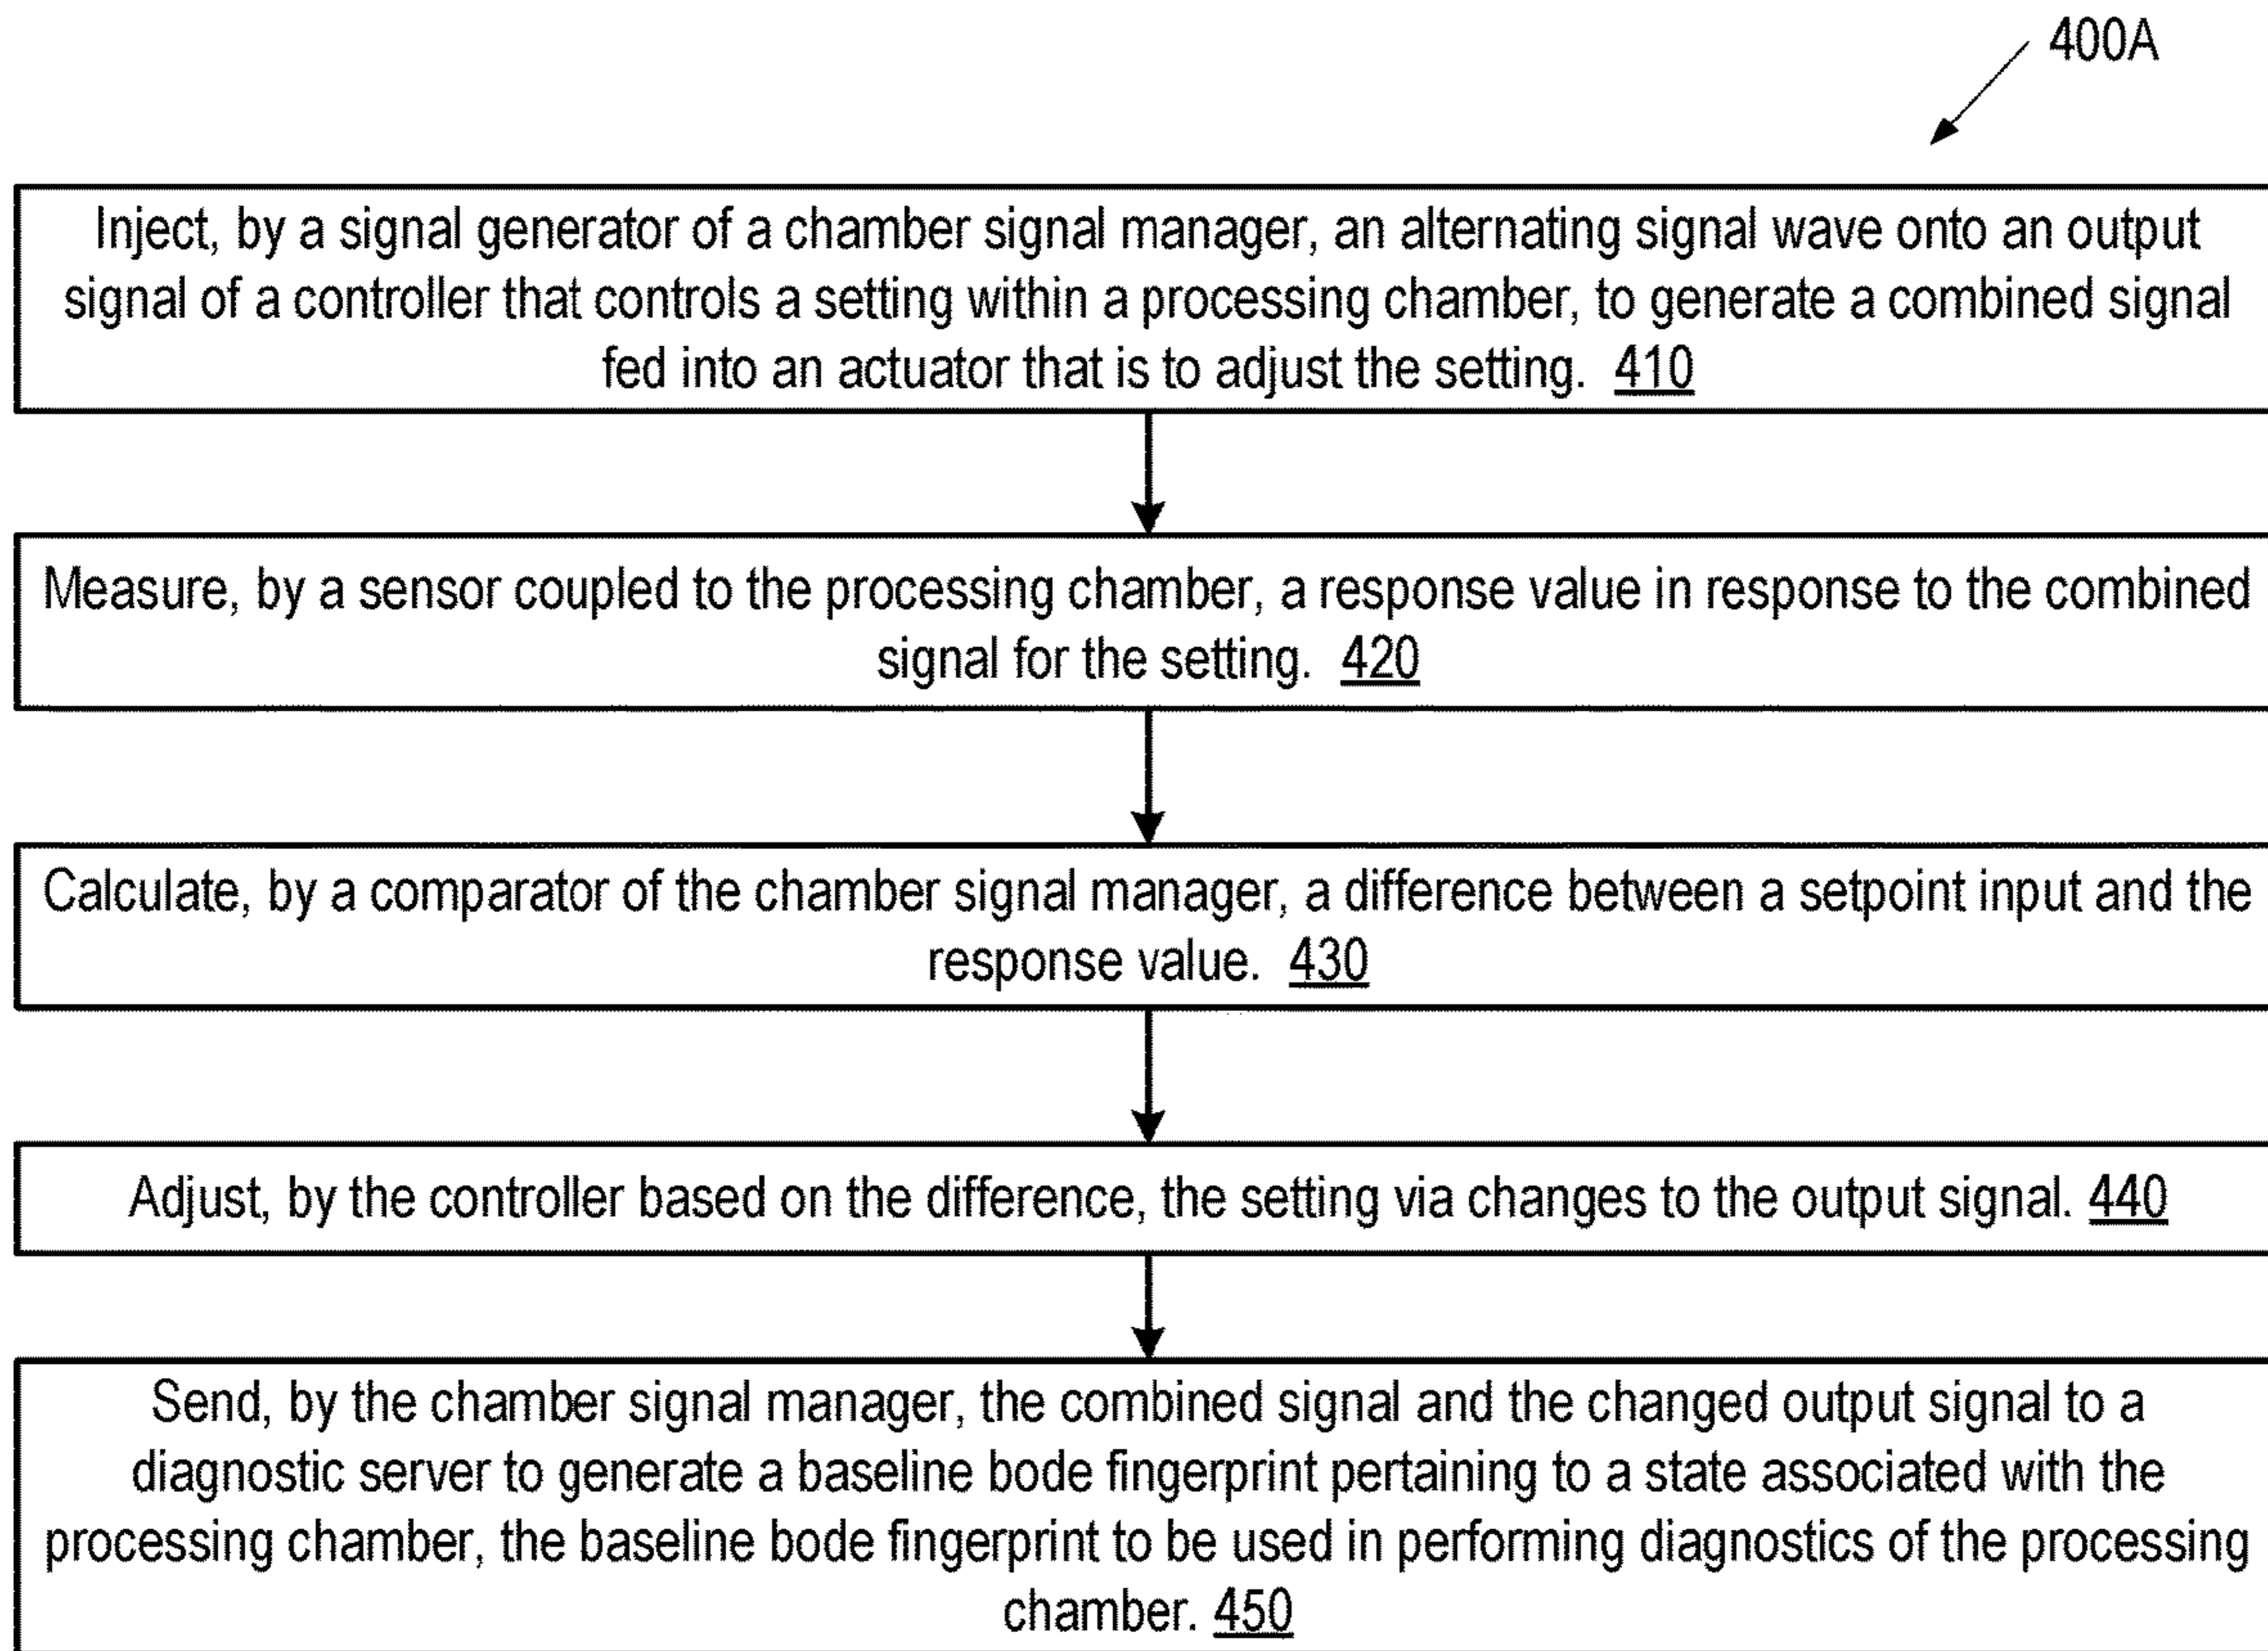 400A
Inject, by a signal generator of a chamber signal manager, an alternating signal wave onto an output
signal of a controller that controls a setting within a processing chamber, to generate a combined signal
fed into an actuator that is to adjust the setting. 410
Measure, by a sensor coupled to the processing chamber, a response value in response to the combined
signal for the setting. 420
Calculate, by a comparator of the chamber signal manager, a difference between a setpoint input and the
response value. 430
Adjust, by the controller based on the difference, the setting via changes to the output signal. 440
Send, by the chamber signal manager, the combined signal and the changed output signal to a
diagnostic server to generate a baseline bode fingerprint pertaining to a state associated with the
processing chamber, the baseline bode fingerprint to be used in performing diagnostics of the processing
chamber. 450